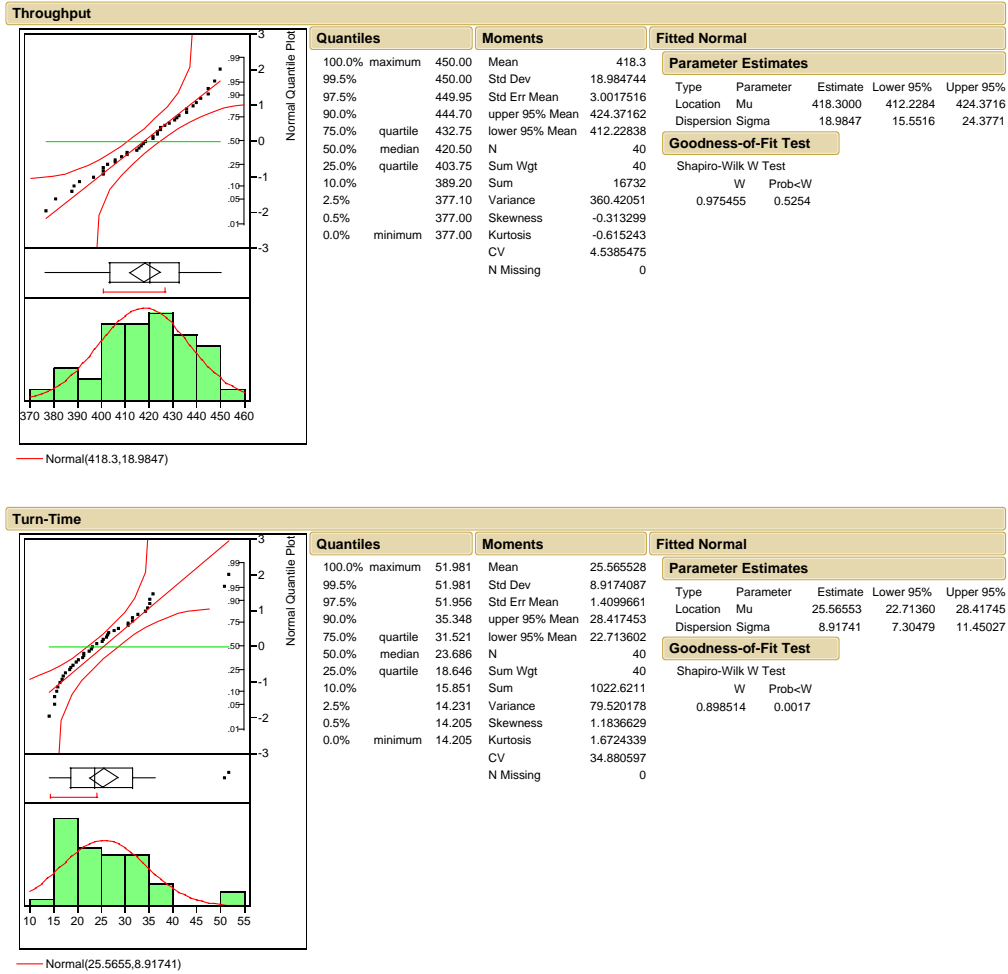 Throughput
3
2
1
0
-1
-2
-3
.99
.95
.90
.75
.50
.25
.10
.05
.01
Normal Quantile Plot
370 380 390 400 410 420 430 440 450 460
Normal(418.3,18.9847)
Quantiles
100.0% maximum 450.00
99.5% 450.00
97.5% 449.95
90.0% 444.70
75.0% quartile 432.75
50.0% median 420.50
25.0% quartile 403.75
10.0% 389.20
2.5% 377.10
0.5% 377.00
0.0% minimum 377.00
Moments
Mean 418.3
Std Dev 18.984744
Std Err Mean 3.0017516
upper 95% Mean 424.37162
lower 95% Mean 412.22838
N 40
Sum Wgt 40
Sum 16732
Variance 360.42051
Skewness -0.313299
Kurtosis -0.615243
CV 4.5385475
N Missing 0
Fitted Normal
Parameter Estimates
Type Parameter Estimate Lower 95% Upper 95%
Location Mu 418.3000 412.2284 424.3716
Dispersion Sigma 18.9847 15.5516 24.3771
Goodness-of-Fit Test
Shapiro-Wilk W Test
W Prob<W
0.975455 0.5254
Turn-Time
3
2
1
0
-1
-2
-3
.99
.95
.90
.75
.50
.25
.10
.05
.01
Normal Quantile Plot
10 15 20 25 30 35 40 45 50 55
Normal(25.5655,8.91741)
Quantiles
100.0% maximum 51.981
99.5% 51.981
97.5% 51.956
90.0% 35.348
75.0% quartile 31.521
50.0% median 23.686
25.0% quartile 18.646
10.0% 15.851
2.5% 14.231
0.5% 14.205
0.0% minimum 14.205
Moments
Mean 25.565528
Std Dev 8.9174087
Std Err Mean 1.4099661
upper 95% Mean 28.417453
lower 95% Mean 22.713602
N 40
Sum Wgt 40
Sum 1022.6211
Variance 79.520178
Skewness 1.1836629
Kurtosis 1.6724339
CV 34.880597
N Missing 0
Fitted Normal
Parameter Estimates
Type Parameter Estimate Lower 95% Upper 95%
Location Mu 25.56553 22.71360 28.41745
Dispersion Sigma 8.91741 7.30479 11.45027
Goodness-of-Fit Test
Shapiro-Wilk W Test
W Prob<W
0.898514 0.0017